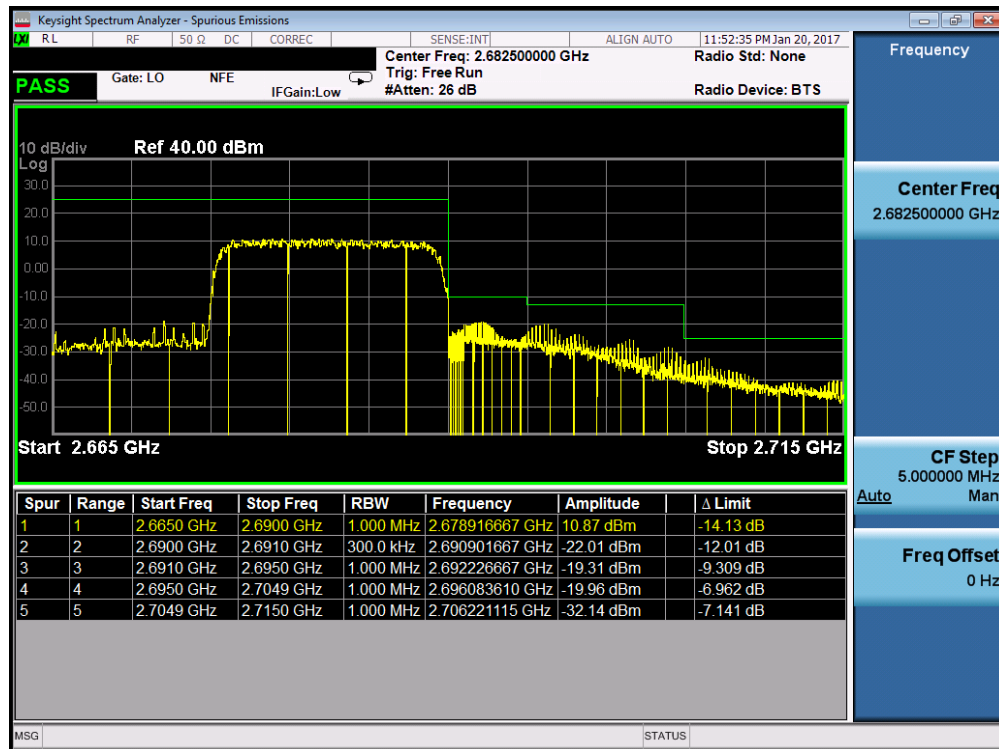 Keysight Spectrum Analyzer - Spurious Emissions
LXI RL RF 50 Ω DC CORREC SENSE:INT ALIGN AUTO 11:52:35 PM Jan 20, 2017
Frequency
Center Freq: 2.682500000 GHz Radio Std: None
PASS Gate: LO NFE Trig: Free Run
IFGain:Low #Atten: 26 dB Radio Device: BTS
10 dB/div Ref 40.00 dBm
Log
30.0
20.0
10.0
0.00
-10.0
-20.0
-30.0
-40.0
-50.0
Start 2.665 GHz Stop 2.715 GHz
Spur Range Start Freq Stop Freq RBW Frequency Amplitude Δ Limit
1 1 2.6650 GHz 2.6900 GHz 1.000 MHz 2.678916667 GHz 10.87 dBm -14.13 dB
2 2 2.6900 GHz 2.6910 GHz 300.0 kHz 2.690901667 GHz -22.01 dBm -12.01 dB
3 3 2.6910 GHz 2.6950 GHz 1.000 MHz 2.692226667 GHz -19.31 dBm -9.309 dB
4 4 2.6950 GHz 2.7049 GHz 1.000 MHz 2.696083610 GHz -19.96 dBm -6.962 dB
5 5 2.7049 GHz 2.7150 GHz 1.000 MHz 2.706221115 GHz -32.14 dBm -7.141 dB
Center Freq
2.682500000 GHz
CF Step
5.000000 MHz
Auto Man
Freq Offset
0 Hz
MSG STATUS